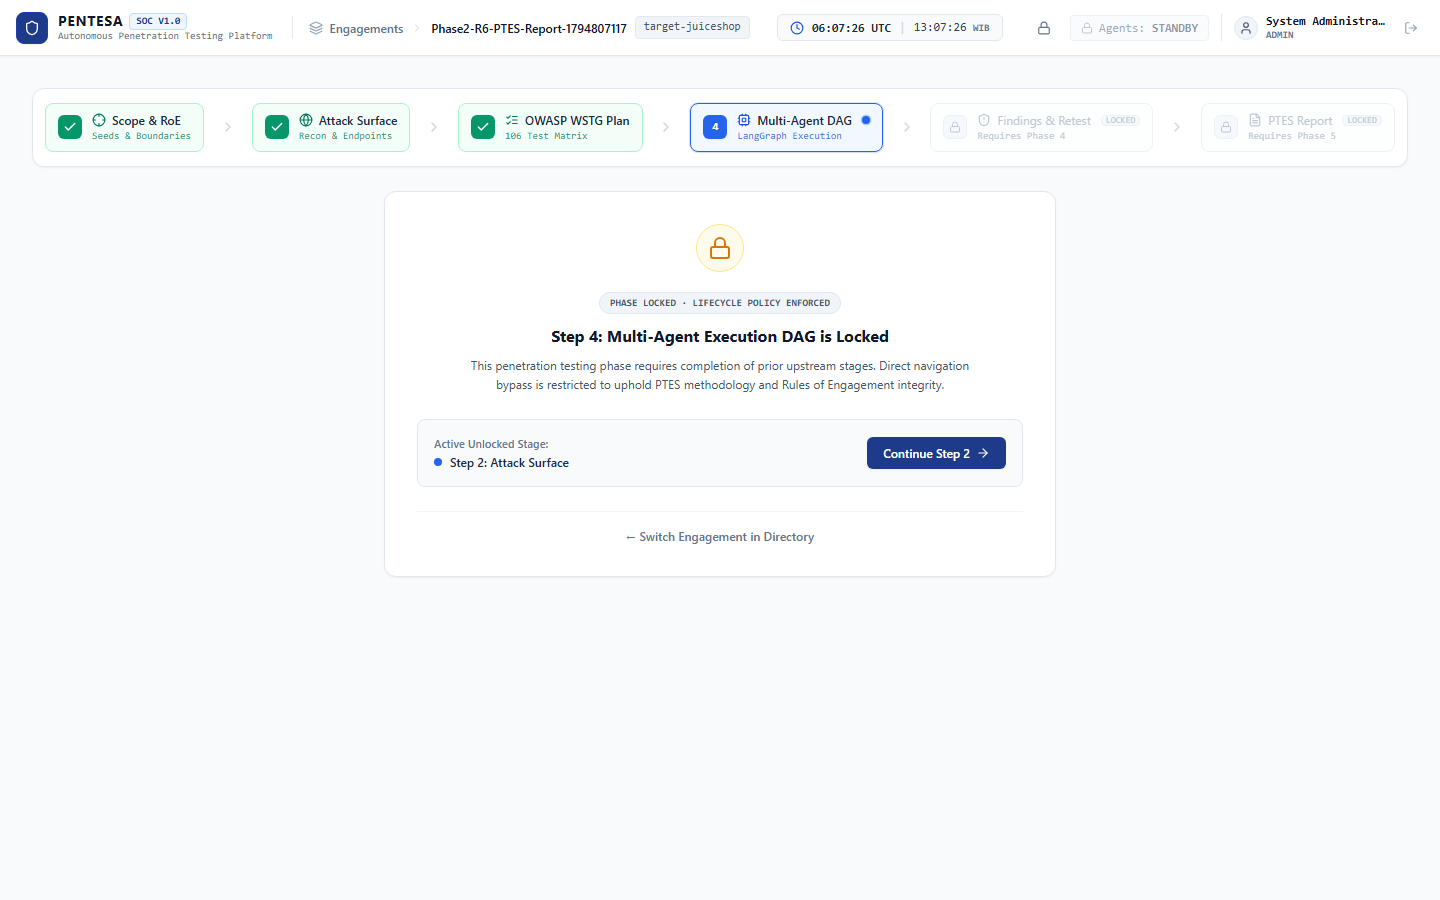 PENTESA SOC V1.0
Autonomous Penetration Testing Platform
Engagements
Phase2-R6-PTES-Report-1794807117
target-juiceshop
06:07:26 UTC | 13:07:26 WIB
Agents: STANDBY
System Administra…
ADMIN
Scope & RoE
Seeds & Boundaries
Attack Surface
Recon & Endpoints
OWASP WSTG Plan
106 Test Matrix
4
Multi-Agent DAG
LangGraph Execution
Findings & Retest LOCKED
Requires Phase 4
PTES Report LOCKED
Requires Phase 5
PHASE LOCKED · LIFECYCLE POLICY ENFORCED
Step 4: Multi-Agent Execution DAG is Locked
This penetration testing phase requires completion of prior upstream stages. Direct navigation
bypass is restricted to uphold PTES methodology and Rules of Engagement integrity.
Active Unlocked Stage:
Step 2: Attack Surface
Continue Step 2 →
← Switch Engagement in Directory